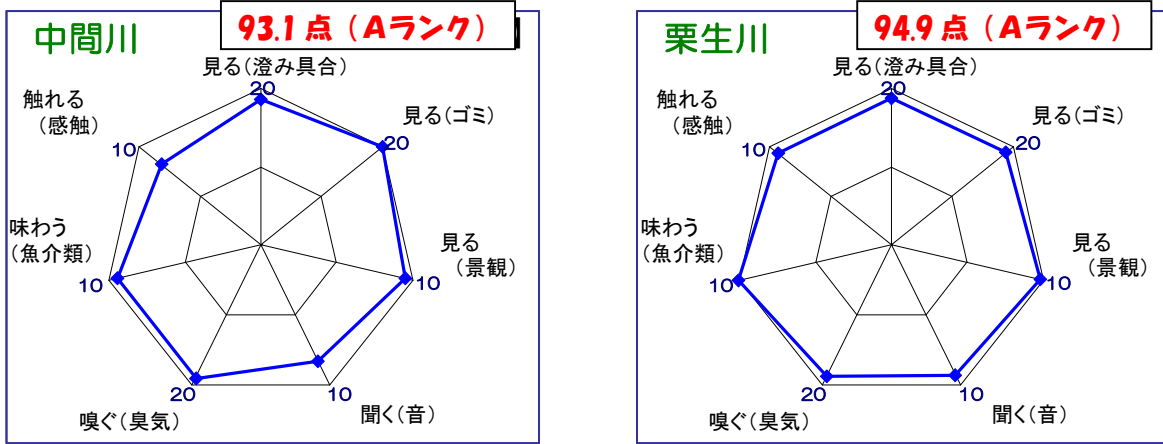 中間川
93.1点（Aランク）
見る（澄み具合）
20
見る（ゴミ）
20
見る
（景観）
10
聞く（音）
10
嗅ぐ（臭気）
20
味わう
（魚介類）
10
触れる
（感触）
10
栗生川
94.9点（Aランク）
見る（澄み具合）
20
見る（ゴミ）
20
見る
（景観）
10
聞く（音）
10
嗅ぐ（臭気）
20
味わう
（魚介類）
10
触れる
（感触）
10